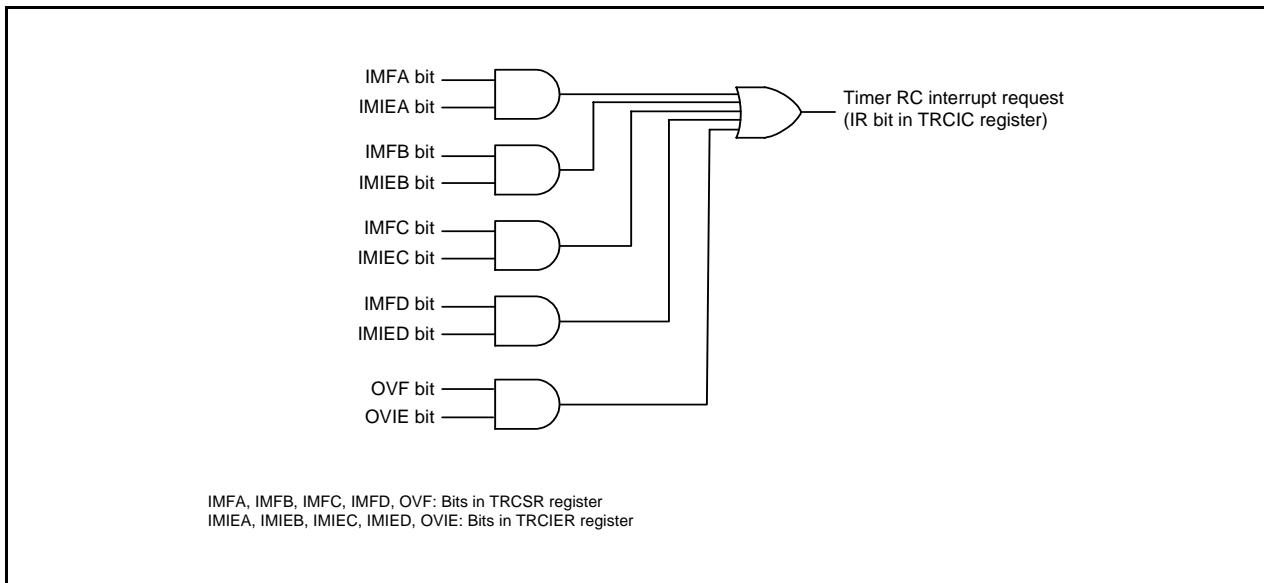 IMFA bit
IMIEA bit
Timer RC interrupt request
(IR bit in TRCIC register)
IMFB bit
IMIEB bit
IMFC bit
IMIEC bit
IMFD bit
IMIED bit
OVF bit
OVIE bit
IMFA, IMFB, IMFC, IMFD, OVF: Bits in TRCSR register
IMIEA, IMIEB, IMIEC, IMIED, OVIE: Bits in TRCIER register